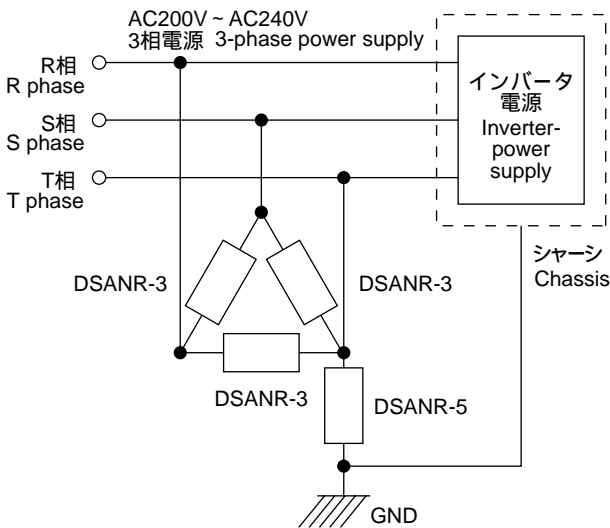 AC200V ~ AC240V
3相電源 3-phase power supply
R相
R phase
S相
S phase
T相
T phase
インバータ
電源
Inverter-
power
supply
シャーシ
Chassis
DSANR-3
DSANR-3
DSANR-3
DSANR-5
GND